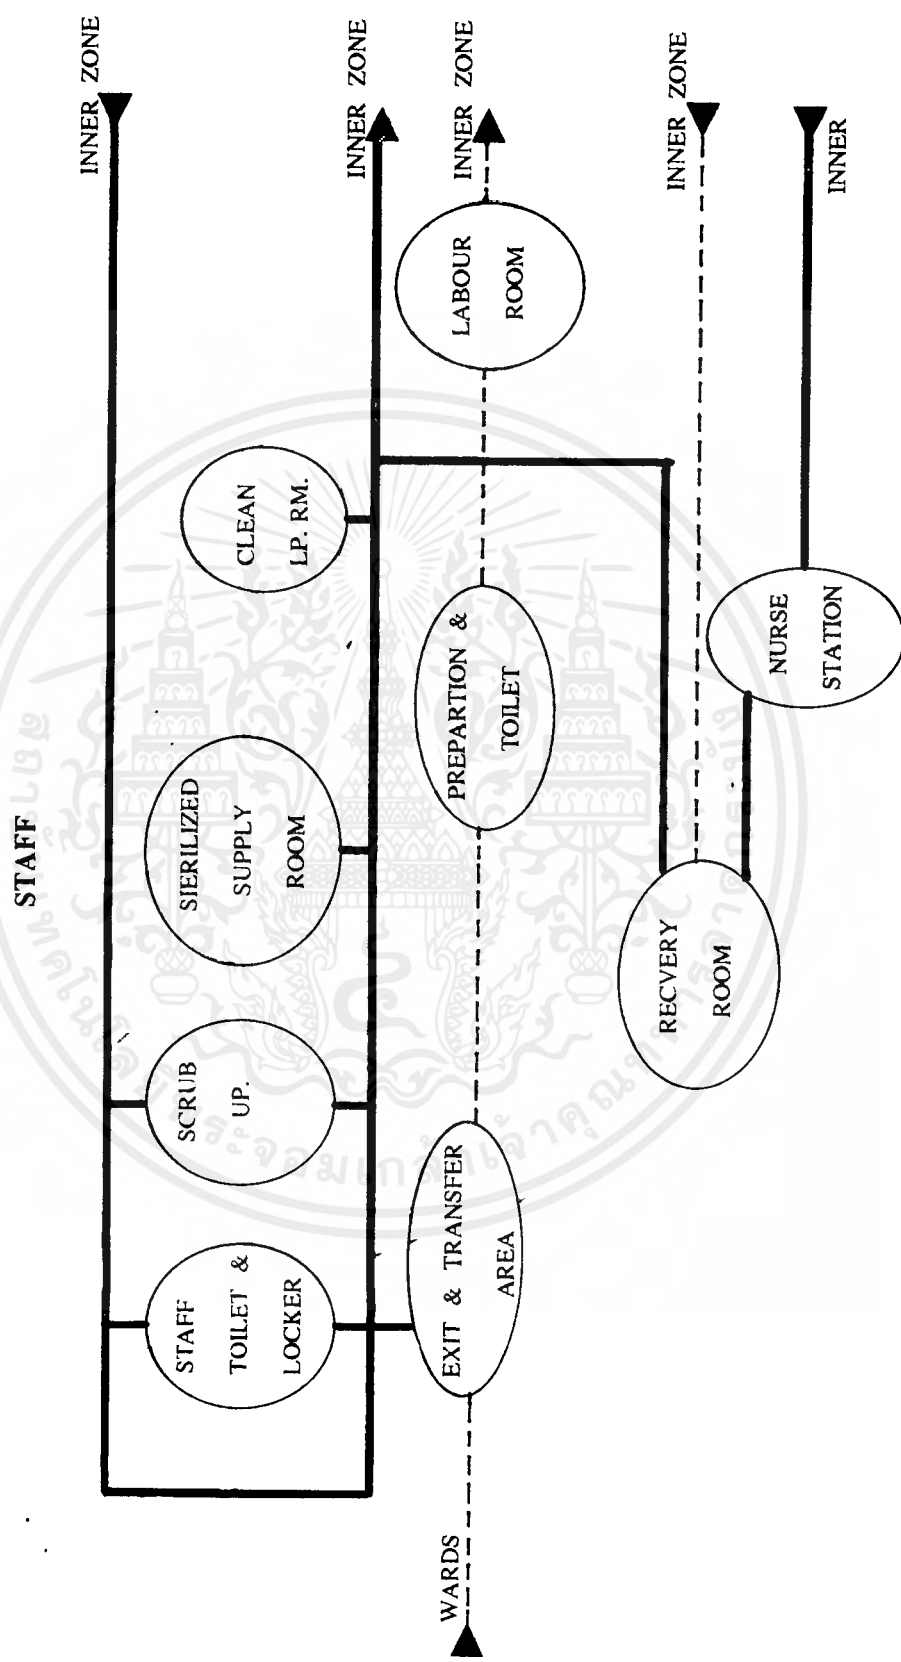 STAFF
INNER ZONE
STAFF
TOILET &
LOCKER
SCRUB
UP.
SIERILIZED
SUPPLY
ROOM
CLEAN
LP. RM.
INNER ZONE
WARDS
EXIT & TRANSFER
AREA
PREPARTION &
TOILET
LABOUR
ROOM
INNER ZONE
RECVERY
ROOM
INNER ZONE
NURSE
STATION
INNER